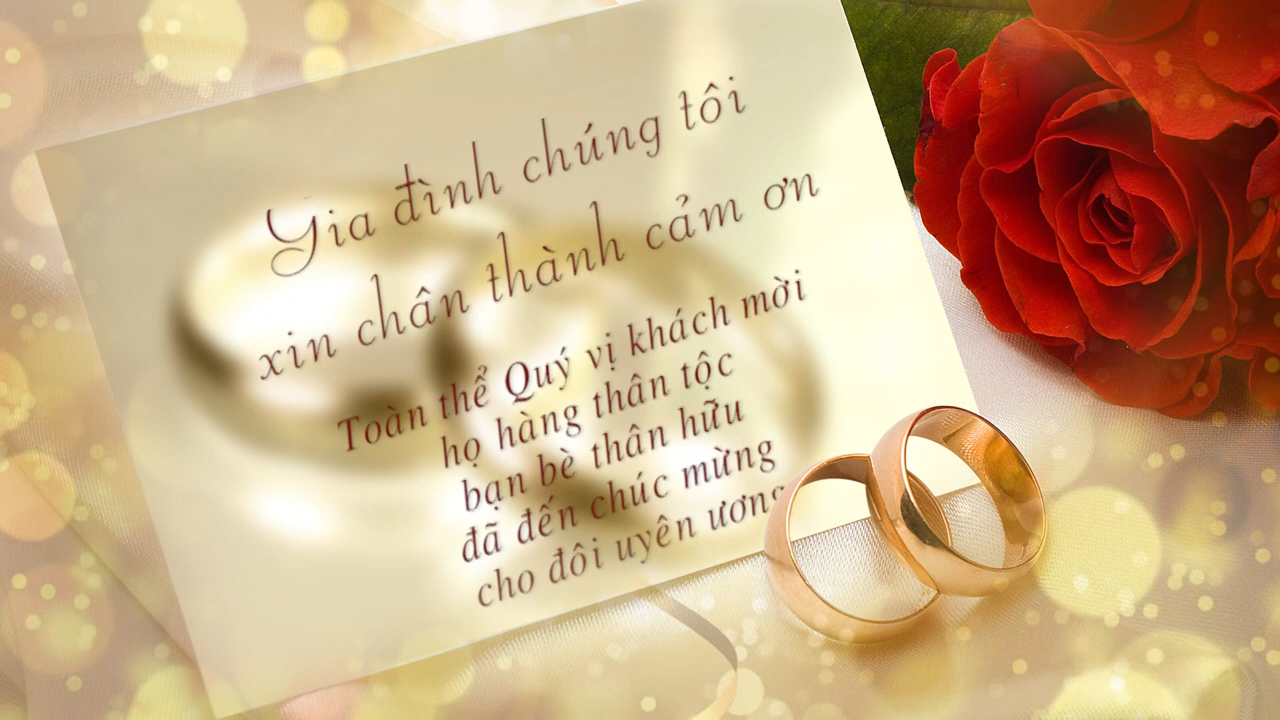 Gia đình chúng tôi
xin chân thành cảm ơn
Toàn thể Quý vị khách mời
họ hàng thân tộc
bạn bè thân hữu
đã đến chúc mừng
cho đôi uyên ương